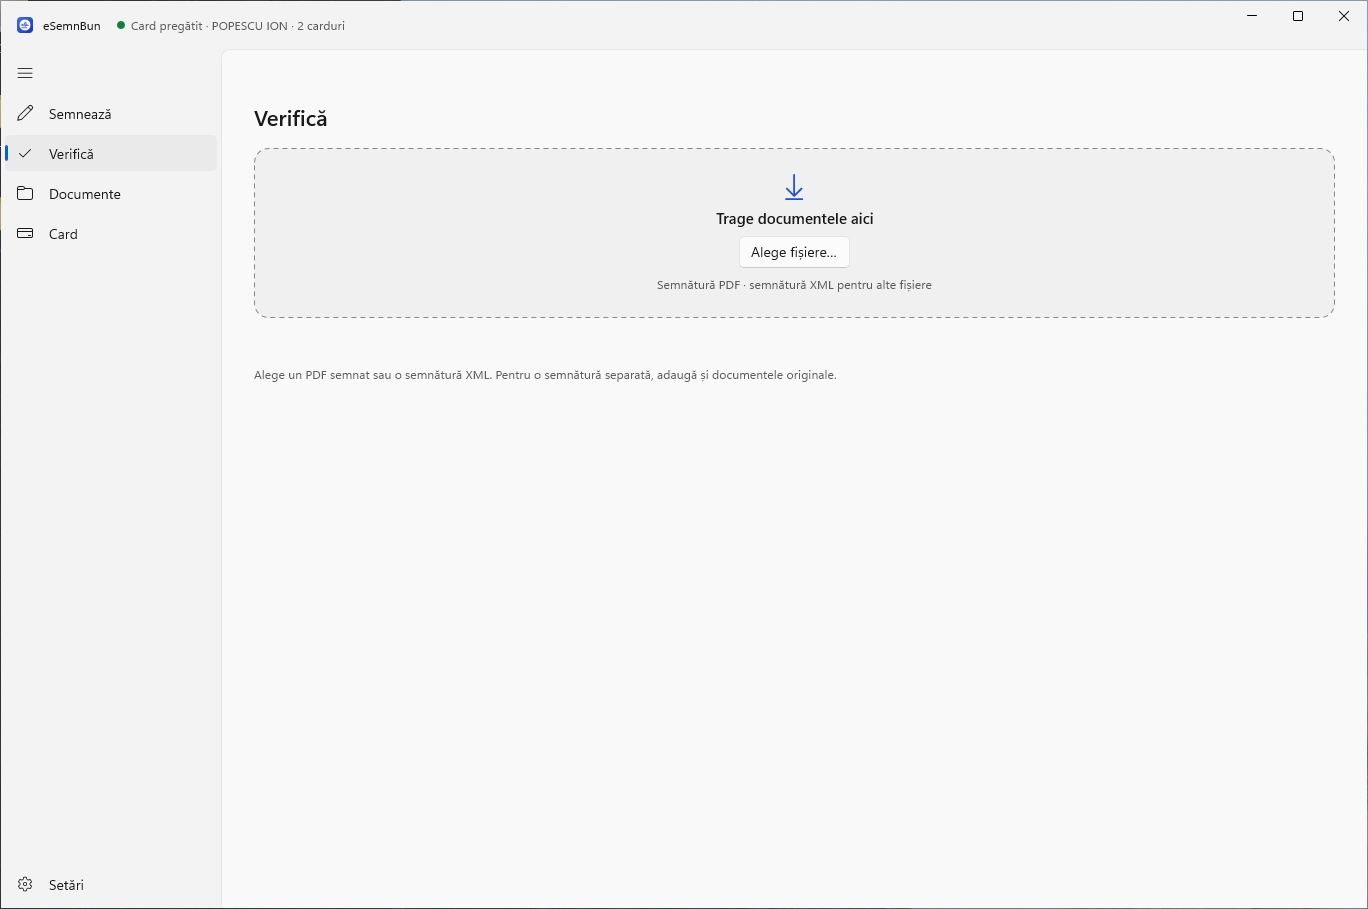 eSemnBun
Card pregătit · POPESCU ION · 2 carduri
Semnează
Verifică
Documente
Card
Setări
Verifică
Trage documentele aici
Alege fișiere...
Semnătură PDF · semnătură XML pentru alte fișiere
Alege un PDF semnat sau o semnătură XML. Pentru o semnătură separată, adaugă și documentele originale.